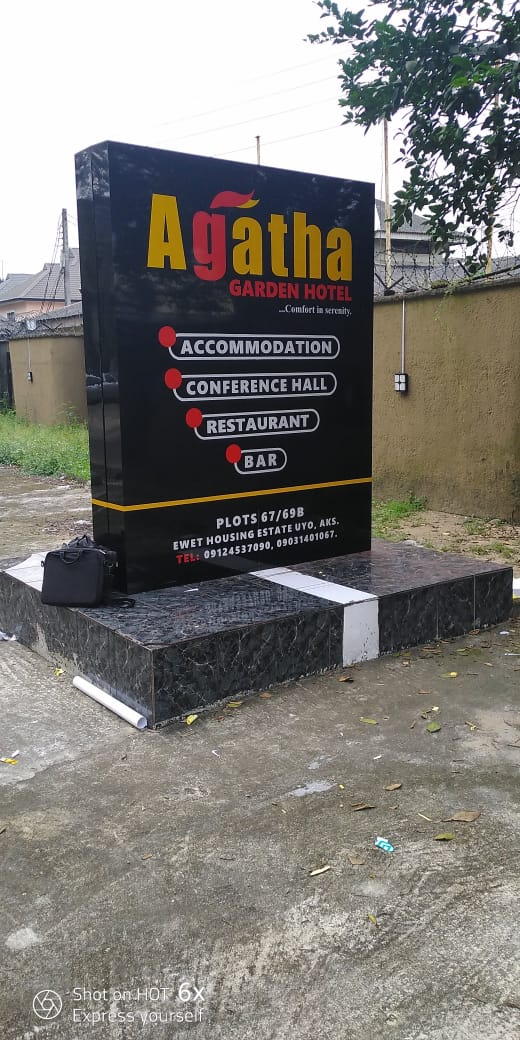 Agatha
GARDEN HOTEL
...Comfort in serenity.
ACCOMMODATION
CONFERENCE HALL
RESTAURANT
BAR
PLOTS 67/69B
EWET HOUSING ESTATE UYO, AKS.
TEL: 09124537090, 09031401067.
Shot on HOT 6x
Express yourself